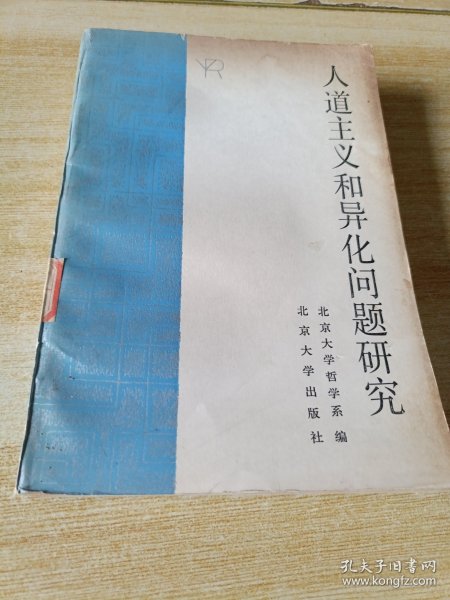 YR
人道主义和异化问题研究
北京大学哲学系编
北京大学出版社
孔夫子旧书网
www.kongfz.com